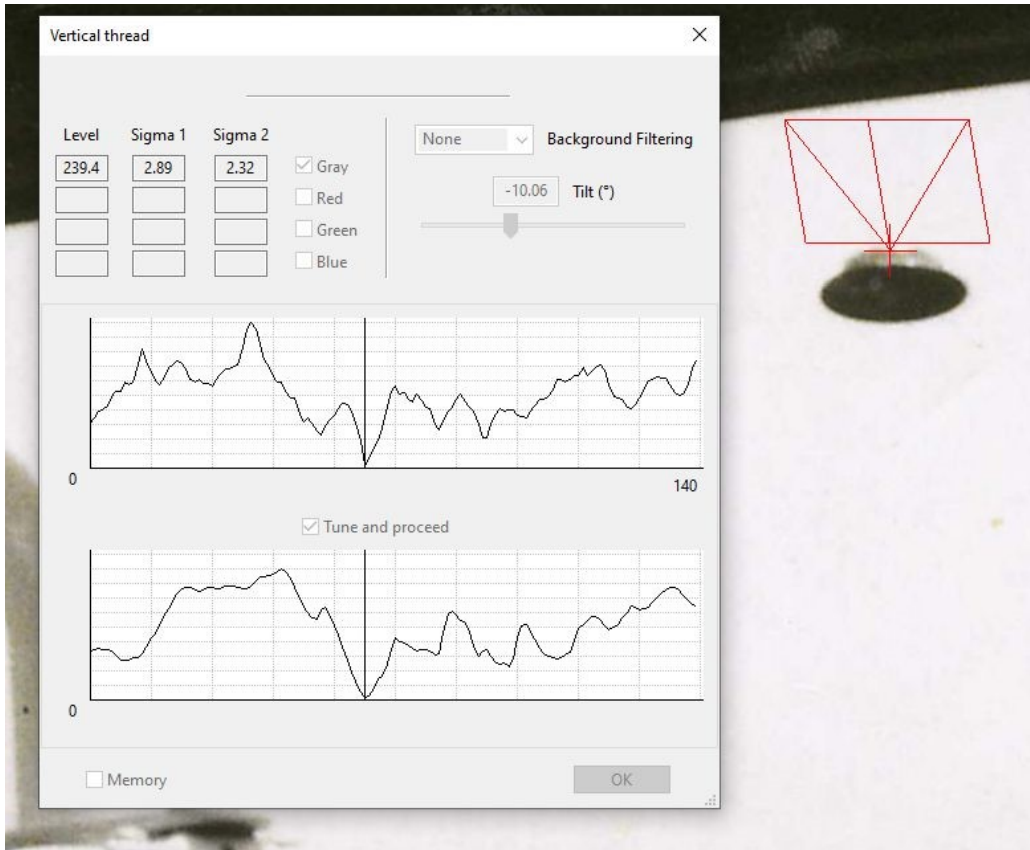 Vertical thread
Level Sigma 1 Sigma 2
None Background Filtering
239.4 2.89 2.32 Gray
-10.06 Tilt (°)
Red
Green
Blue
0
140
Tune and proceed
0
Memory
OK